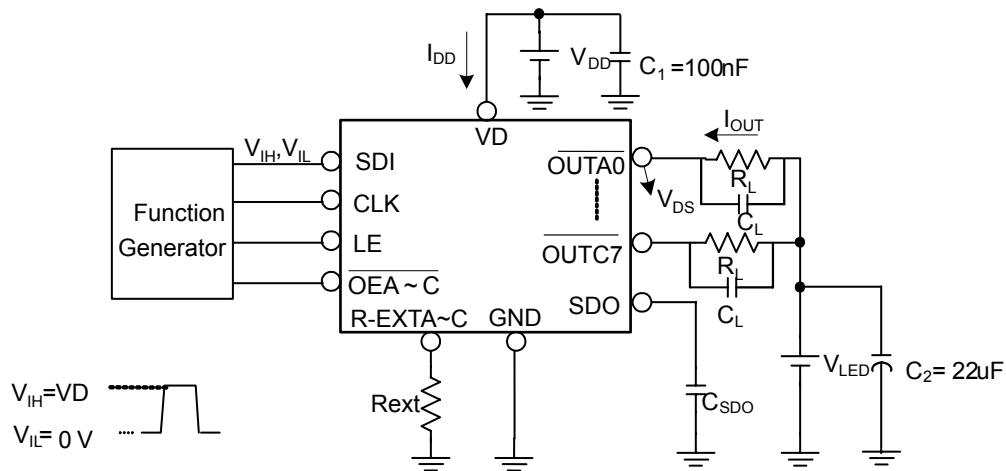 I_DD
V_DD
C_1 =100nF
VD
I_OUT
V_IH,V_IL
SDI
OUTA0
R_L
V_DS
C_L
CLK
Function
Generator
LE
OUTC7
R_L
C_L
OEA ~ C
SDO
R-EXTA~C
GND
V_LED
C_2= 22uF
V_IH=VD
Rext
C_SDO
V_IL= 0 V